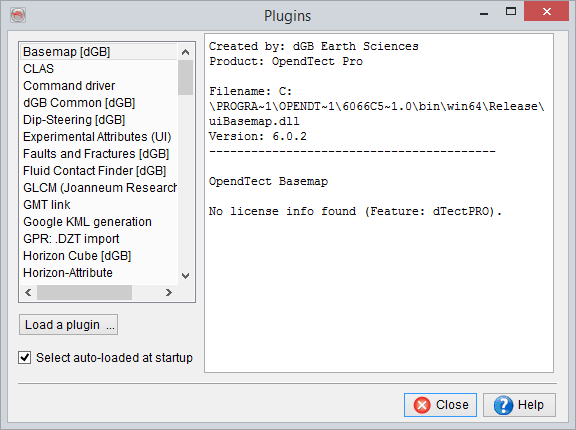 Plugins
Basemap [dGB]
CLAS
Command driver
dGB Common [dGB]
Dip-Steering [dGB]
Experimental Attributes (UI)
Faults and Fractures [dGB]
Fluid Contact Finder [dGB]
GLCM (Joanneum Research
GMT link
Google KML generation
GPR: .DZT import
Horizon Cube [dGB]
Horizon-Attribute
Load a plugin ...
Select auto-loaded at startup
Created by: dGB Earth Sciences
Product: OpendTect Pro
Filename: C:
\PROGRA~1\OPENDT~1\6066C5~1.0\bin\win64\Release\
uiBasemap.dll
Version: 6.0.2
----------------------------------------
OpendTect Basemap
No license info found (Feature: dTectPRO).
Close
Help